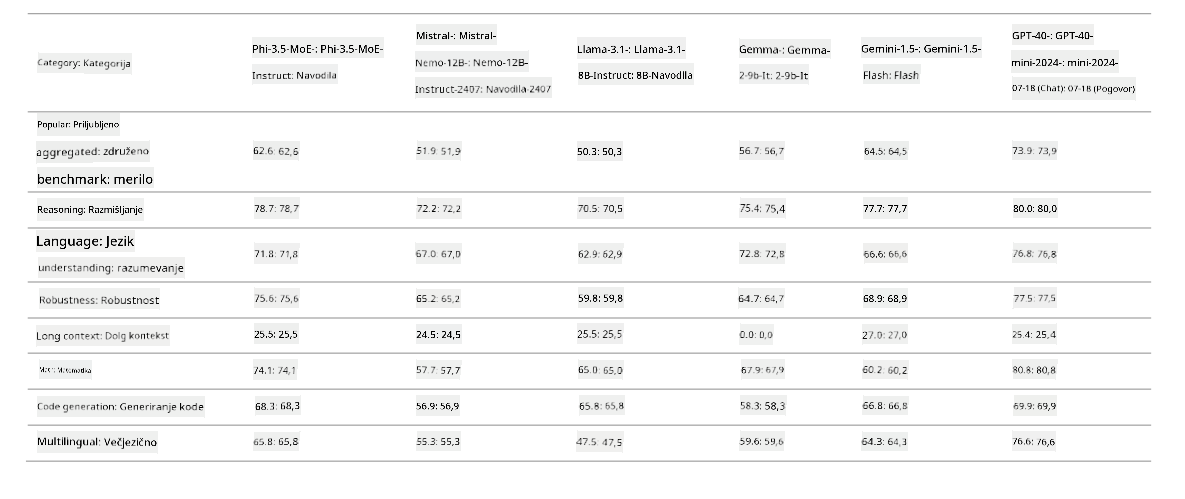 Category: Kategorija
Phi-3.5-MoE-: Phi-3.5-MoE-
Instruct: Navodila
Mistral-: Mistral-
Nemo-12B-: Nemo-12B-
Instruct-2407: Navodila-2407
Llama-3.1-: Llama-3.1-
8B-Instruct: 8B-Navodlla
Gemma-: Gemma-
2-9b-It: 2-9b-It
Gemini-1.5-: Gemini-1.5-
Flash: Flash
GPT-40-: GPT-40-
mini-2024-: mini-2024-
07-18 (Chat): 07-18 (Pogovor)
Popular: Priljubljeno
aggregated: združeno
benchmark: merilo
62.6: 62,6
51.9: 51,9
50.3: 50,3
56.7: 56,7
64.5: 64,5
73.9: 73,9
Reasoning: Razmišljanje
78.7: 78,7
72.2: 72,2
70.5: 70,5
75.4: 75,4
77.7: 77,7
80.0: 80,0
Language: Jezik
understanding: razumevanje
71.8: 71,8
67.0: 67,0
62.9: 62,9
72.8: 72,8
66.6: 66,6
76.8: 76,8
Robustness: Robustnost
75.6: 75,6
65.2: 65,2
59.8: 59,8
64.7: 64,7
68.9: 68,9
77.5: 77,5
Long context: Dolg kontekst
25.5: 25,5
24.5: 24,5
25.5: 25,5
0.0: 0,0
27.0: 27,0
25.4: 25,4
Math: Matematika
74.1: 74,1
57.7: 57,7
65.0: 65,0
67.9: 67,9
60.2: 60,2
80.8: 80,8
Code generation: Generiranje kode
68.3: 68,3
56.9: 56,9
65.8: 65,8
58.3: 58,3
66.8: 66,8
69.9: 69,9
Multilingual: Večjezično
65.8: 65,8
55.3: 55,3
47.5: 47,5
59.6: 59,6
64.3: 64,3
76.6: 76,6